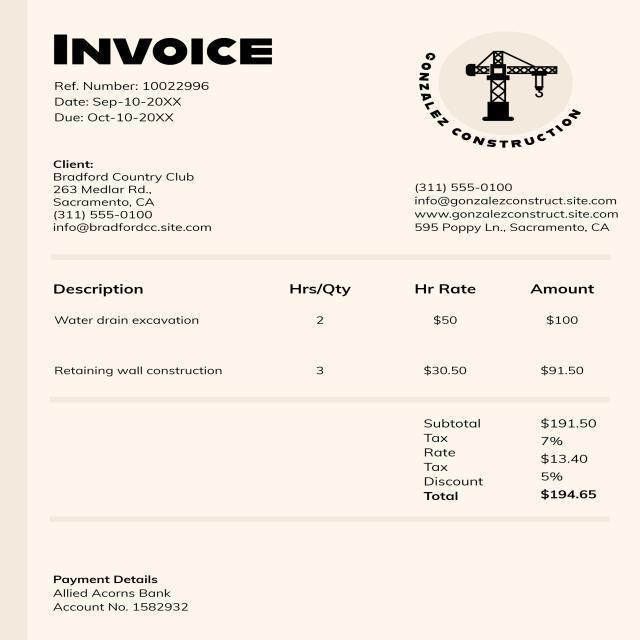 INVOICE
Ref. Number: 10022996
Date: Sep-10-20XX
Due: Oct-10-20XX
GONZALEZ CONSTRUCTION
Client:
Bradford Country Club
263 Medlar Rd.,
Sacramento, CA
(311) 555-0100
info@bradfordcc.site.com
(311) 555-0100
info@gonzalezconstruct.site.com
www.gonzalezconstruct.site.com
595 Poppy Ln., Sacramento, CA
Description Hrs/Qty Hr Rate Amount
Water drain excavation 2 $50 $100
Retaining wall construction 3 $30.50 $91.50
Subtotal $191.50
Tax 7%
Rate $13.40
Tax 5%
Discount
Total $194.65
Payment Details
Allied Acorns Bank
Account No. 1582932